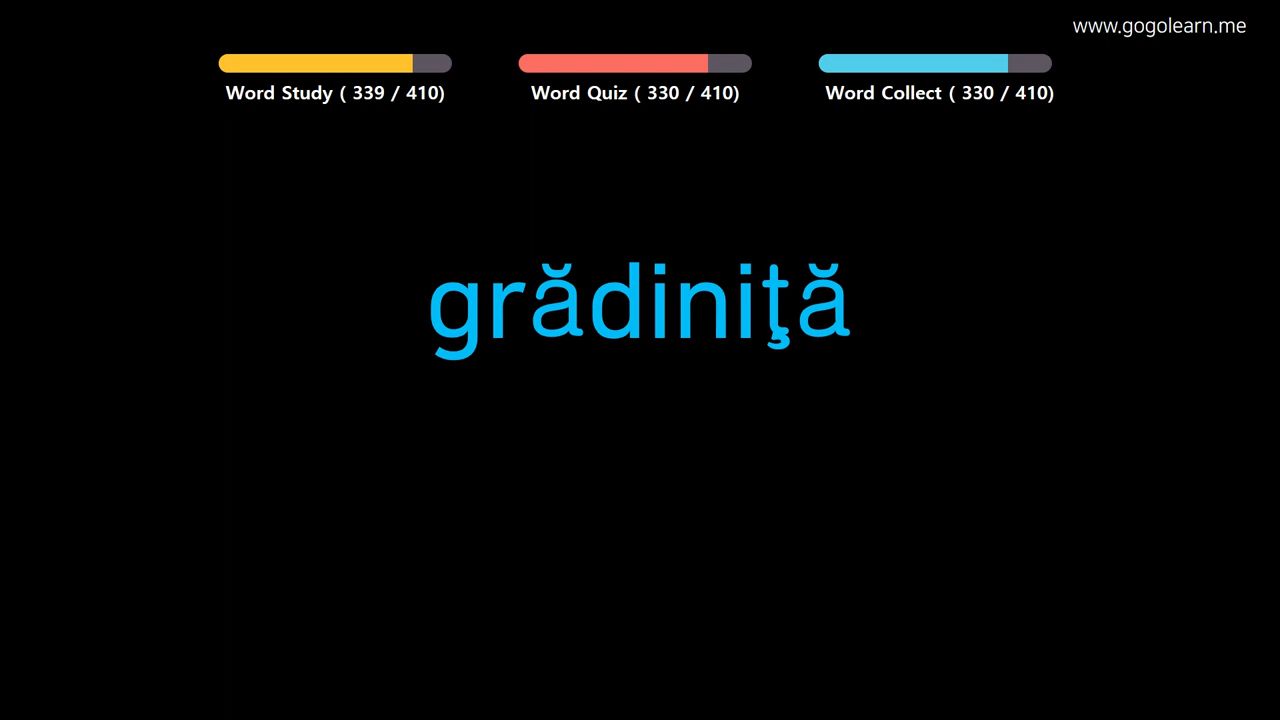 www.gogolearn.me
Word Study ( 339 / 410)
Word Quiz ( 330 / 410)
Word Collect ( 330 / 410)
grădiniţă